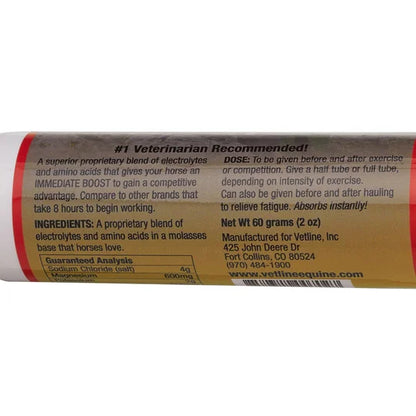 #1 Veterinarian Recommended!
A superior proprietary blend of electrolytes
and amino acids that gives your horse an
IMMEDIATE BOOST to gain a competitive
advantage. Compare to other brands that
take 8 hours to begin working.
INGREDIENTS: A proprietary blend of
electrolytes and amino acids in a molasses
base that horses love.
Guaranteed Analysis
Sodium Chloride (salt) 4g
Magnesium 600mg
DOSE: To be given before and after exercise
or competition. Give a half tube or full tube,
depending on intensity of exercise.
Can also be given before and after hauling
to relieve fatigue. Absorbs instantly!
Net Wt 60 grams (2 oz)
Manufactured for Vetline, Inc
425 John Deere Dr
Fort Collins, CO 80524
(970) 484-1900
www.vetlineequine.com